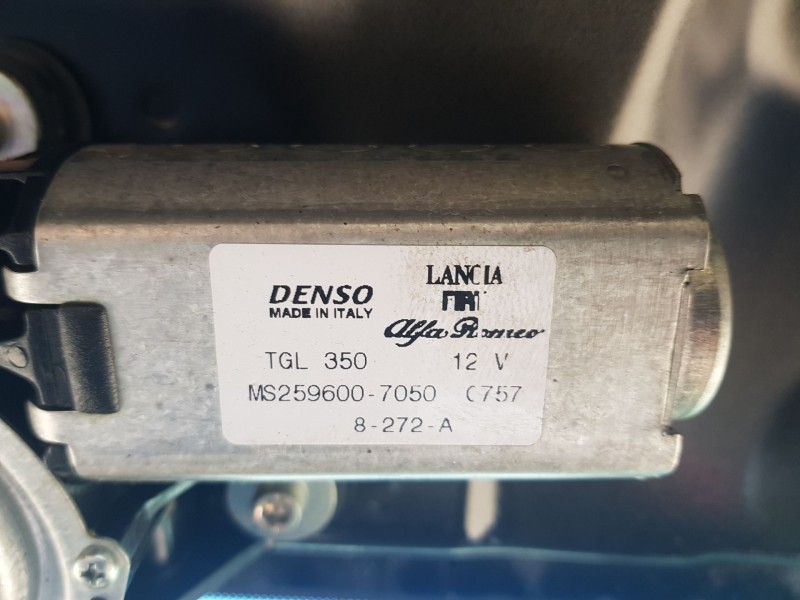 LANCIA
DENSO
FIAT
MADE IN ITALY
Alfa Romeo
TGL 350 12 V
MS259600-7050 C757
8-272-A